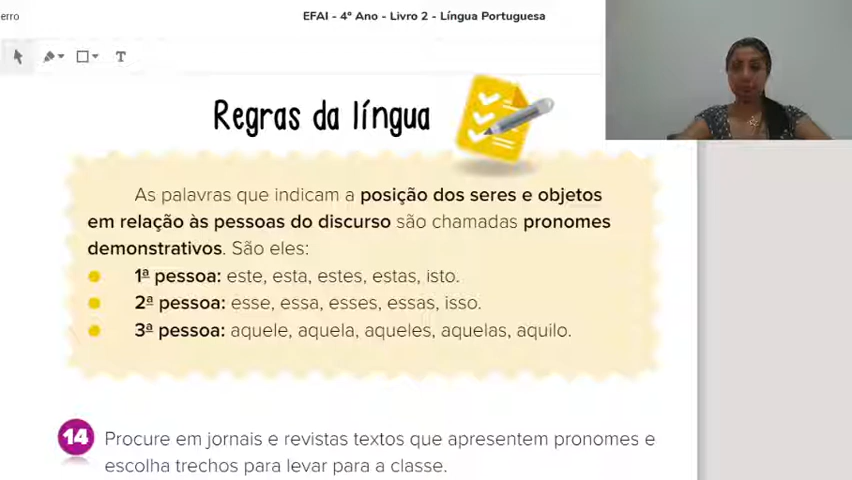 erro
EFAI - 4º Ano - Livro 2 - Língua Portuguesa
T
Regras da língua
As palavras que indicam a posição dos seres e objetos
em relação às pessoas do discurso são chamadas pronomes
demonstrativos. São eles:
1ª pessoa: este, esta, estes, estas, isto.
2ª pessoa: esse, essa, esses, essas, isso.
3ª pessoa: aquele, aquela, aqueles, aquelas, aquilo.
14 Procure em jornais e revistas textos que apresentem pronomes e
escolha trechos para levar para a classe.